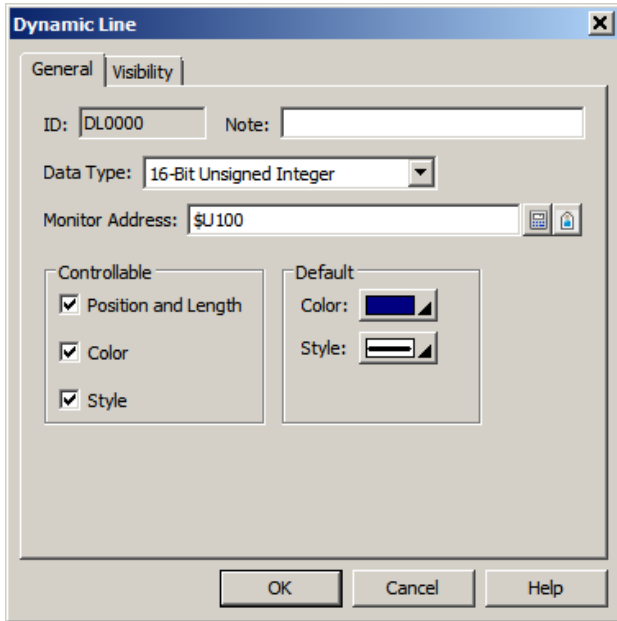 Dynamic Line
General Visibility
ID: DL0000 Note:
Data Type: 16-Bit Unsigned Integer
Monitor Address: $U100
Controllable
Position and Length
Color
Style
Default
Color:
Style:
OK Cancel Help